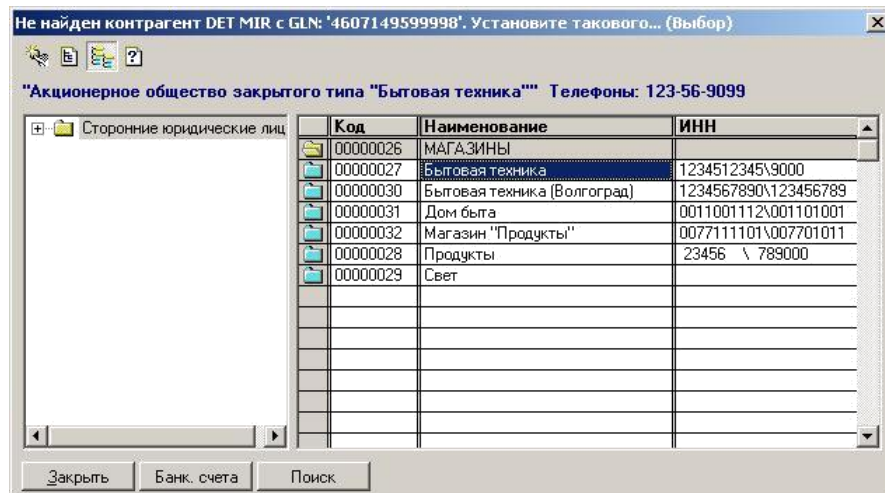 Не найден контрагент DET MIR с GLN: '4607149599998'. Установите такового... (Выбор)
"Акционерное общество закрытого типа "Бытовая техника"" Телефоны: 123-56-9099
Сторонние юридические лиц
Код Наименование ИНН
00000026 МАГАЗИНЫ
00000027 Бытовая техника 1234512345\9000
00000030 Бытовая техника (Волгоград) 1234567890\123456789
00000031 Дом быта 0011001112\001101001
00000032 Магазин "Продукты" 0077111101\007701011
00000028 Продукты 23456 \ 789000
00000029 Свет
Закрыть Банк. счета Поиск